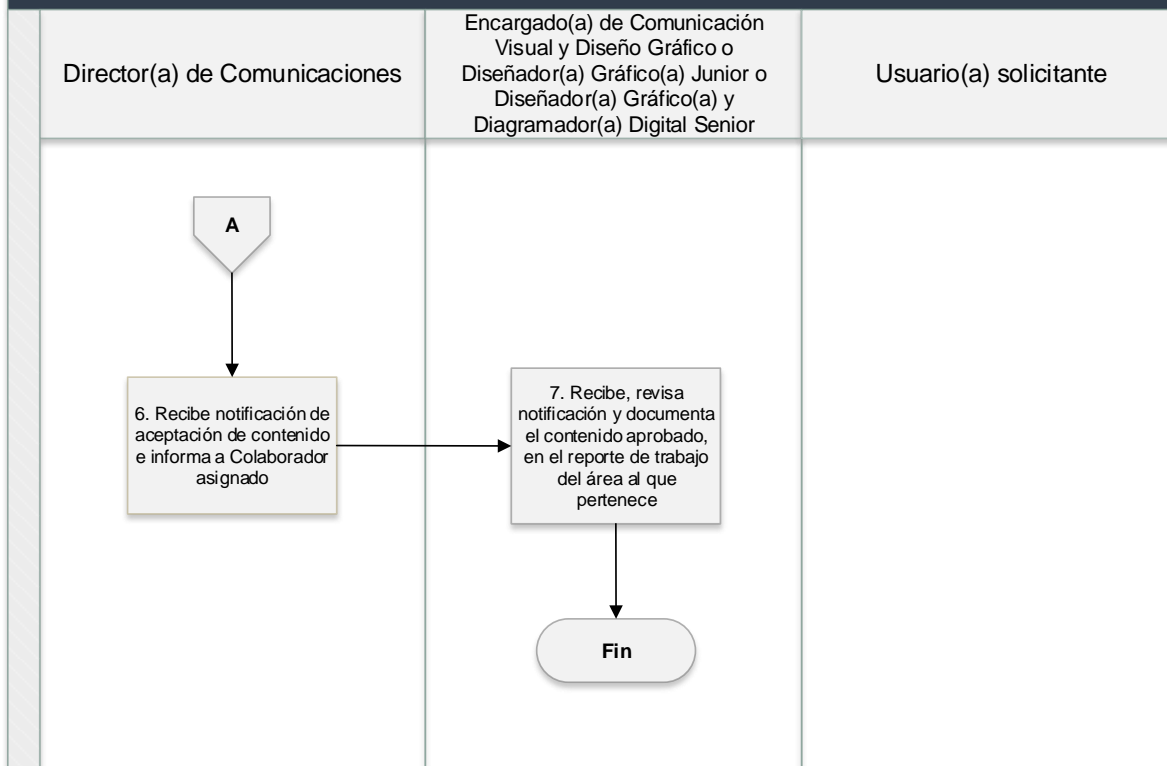 Director(a) de Comunicaciones
Encargado(a) de Comunicación
Visual y Diseño Gráfico o
Diseñador(a) Gráfico(a) Junior o
Diseñador(a) Gráfico(a) y
Diagramador(a) Digital Senior
Usuario(a) solicitante
A
6. Recibe notificación de
aceptación de contenido
e informa a Colaborador
asignado
7. Recibe, revisa
notificación y documenta
el contenido aprobado,
en el reporte de trabajo
del área al que
pertenece
Fin